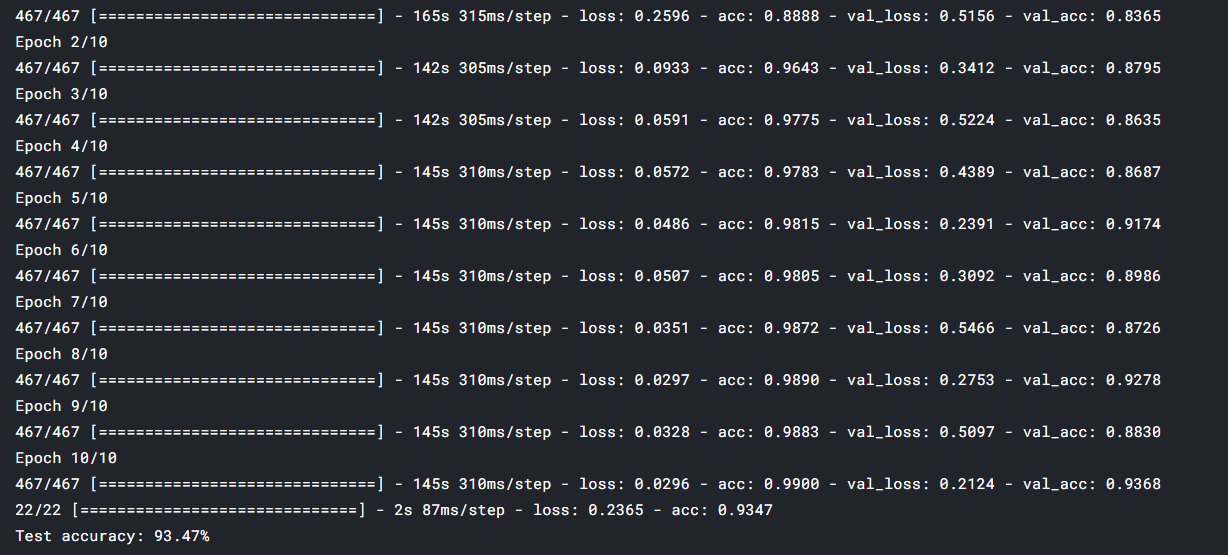 467/467 [==============================] - 165s 315ms/step - loss: 0.2596 - acc: 0.8888 - val_loss: 0.5156 - val_acc: 0.8365
Epoch 2/10
467/467 [==============================] - 142s 305ms/step - loss: 0.0933 - acc: 0.9643 - val_loss: 0.3412 - val_acc: 0.8795
Epoch 3/10
467/467 [==============================] - 142s 305ms/step - loss: 0.0591 - acc: 0.9775 - val_loss: 0.5224 - val_acc: 0.8635
Epoch 4/10
467/467 [==============================] - 145s 310ms/step - loss: 0.0572 - acc: 0.9783 - val_loss: 0.4389 - val_acc: 0.8687
Epoch 5/10
467/467 [==============================] - 145s 310ms/step - loss: 0.0486 - acc: 0.9815 - val_loss: 0.2391 - val_acc: 0.9174
Epoch 6/10
467/467 [==============================] - 145s 310ms/step - loss: 0.0507 - acc: 0.9805 - val_loss: 0.3092 - val_acc: 0.8986
Epoch 7/10
467/467 [==============================] - 145s 310ms/step - loss: 0.0351 - acc: 0.9872 - val_loss: 0.5466 - val_acc: 0.8726
Epoch 8/10
467/467 [==============================] - 145s 310ms/step - loss: 0.0297 - acc: 0.9890 - val_loss: 0.2753 - val_acc: 0.9278
Epoch 9/10
467/467 [==============================] - 145s 310ms/step - loss: 0.0328 - acc: 0.9883 - val_loss: 0.5097 - val_acc: 0.8830
Epoch 10/10
467/467 [==============================] - 145s 310ms/step - loss: 0.0296 - acc: 0.9900 - val_loss: 0.2124 - val_acc: 0.9368
22/22 [==============================] - 2s 87ms/step - loss: 0.2365 - acc: 0.9347
Test accuracy: 93.47%